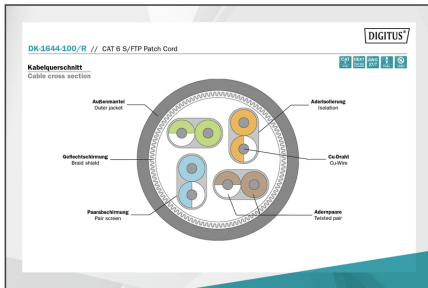 DIGITUS
DK-1644-100/R // CAT 6 S/FTP Patch Cord
Kabelquerschnitt
Cable cross section
Außenmantel
Outer jacket
Geflechtschirmung
Braid shield
Paarabschirmung
Pair screen
Aderisolierung
Isolation
Cu-Draht
Cu-Wire
Adernpaare
Twisted pair